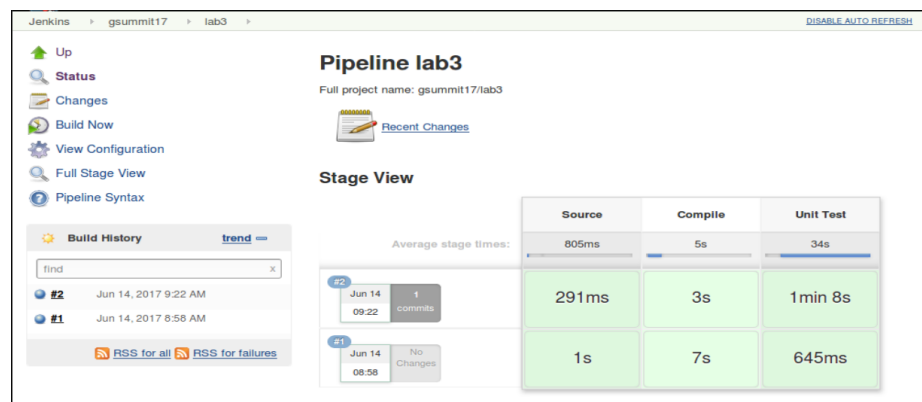 Jenkins gsummit17 lab3 DISABLE AUTO REFRESH
Up
Status
Changes
Build Now
View Configuration
Full Stage View
Pipeline Syntax
Build History trend
find x
#2 Jun 14, 2017 9:22 AM
#1 Jun 14, 2017 8:58 AM
RSS for all RSS for failures
Pipeline lab3
Full project name: gsummit17/lab3
Recent Changes
Stage View
Source Compile Unit Test
Average stage times: 805ms 5s 34s
#2
Jun 14 1
09:22 commits
291ms 3s 1min 8s
#1
Jun 14 No
Changes
08:58
1s 7s 645ms